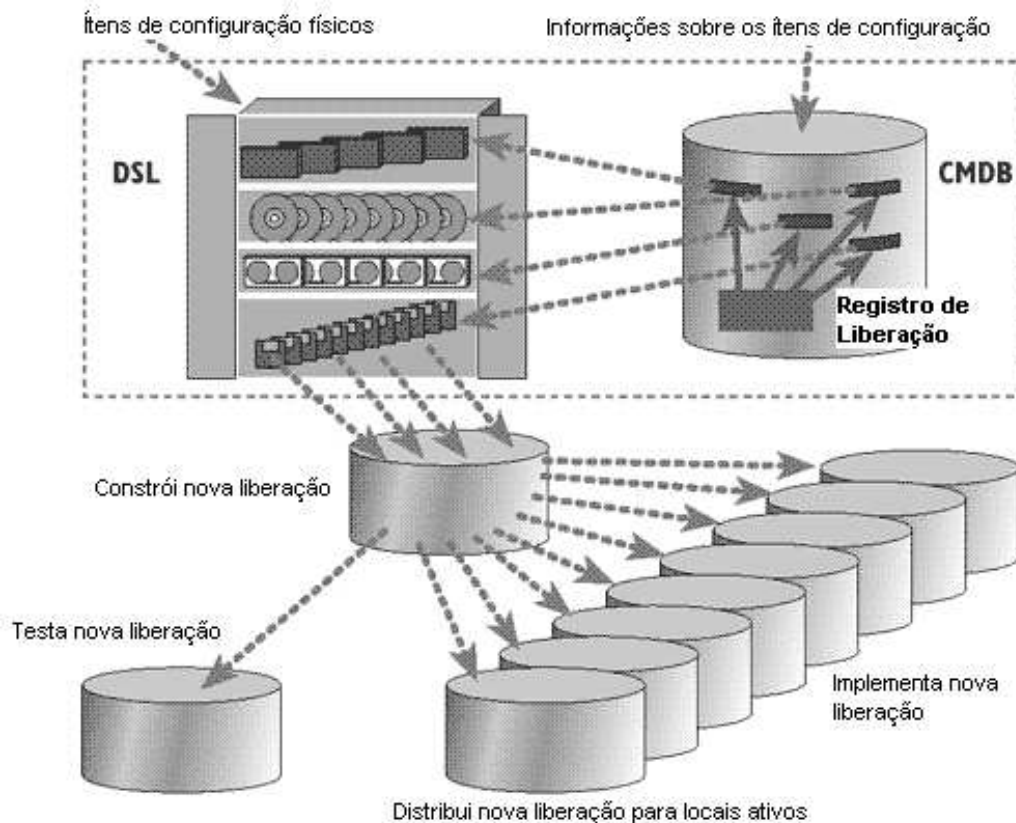 Ítens de configuração físicos
Informações sobre os ítens de configuração
DSL
CMDB
Registro de
Liberação
Constrói nova liberação
Testa nova liberação
Implementa nova
liberação
Distribui nova liberação para locais ativos